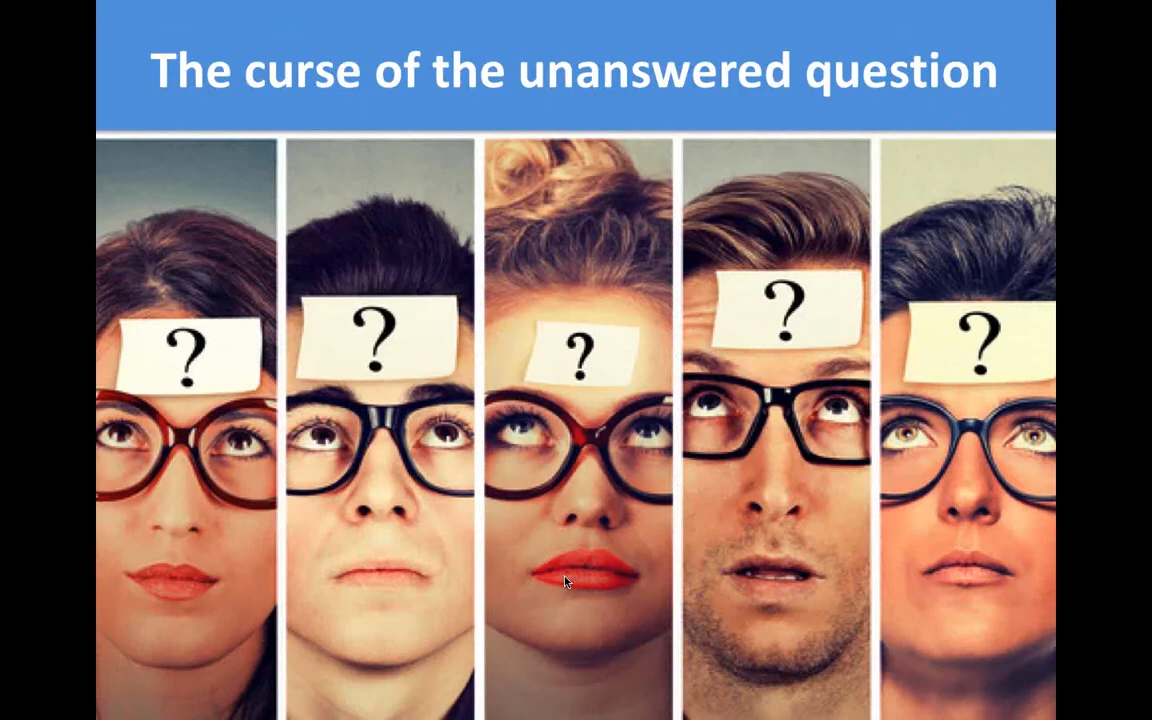 The curse of the unanswered question
? ? ? ? ?